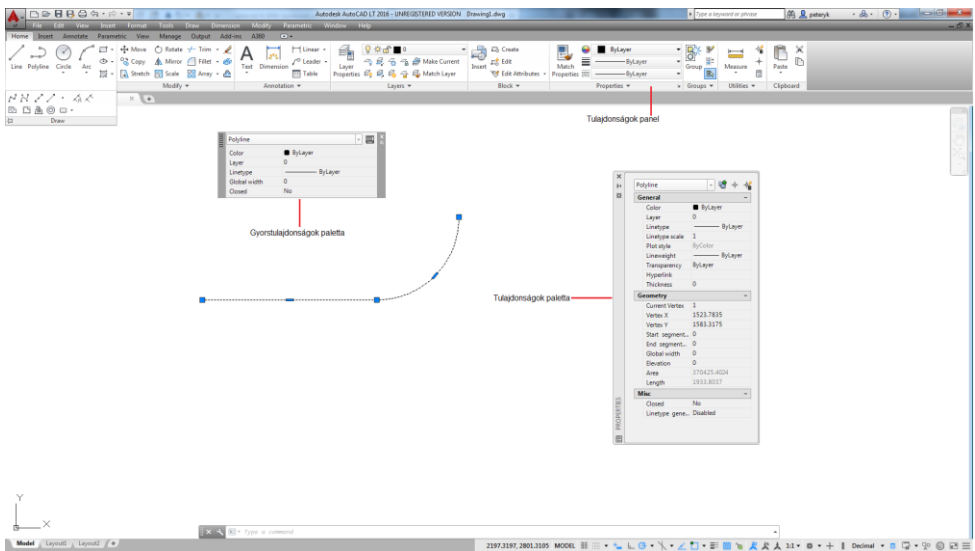 Autodesk AutoCAD LT 2016 - UNREGISTERED VERSION Drawing1.dwg
Type a keyword or phrase
peteryk
File Edit View Insert Format Tools Draw Dimension Modify Parametric Window Help
Home Insert Annotate Parametric View Manage Output Add-ins A360
Line Polyline Circle Arc
Move Rotate Trim
Copy Mirror Fillet
Stretch Scale Array
Modify
Text Dimension
Linear
Leader
Table
Annotation
Layer Properties
0
Make Current
Match Layer
Layers
Insert
Create
Edit
Edit Attributes
Block
Match Properties
ByLayer
ByLayer
ByLayer
Properties
Group
Groups
Measure
Utilities
Paste
Clipboard
Draw
Tulajdonságok panel
Polyline
Color ByLayer
Layer 0
Linetype ByLayer
Global width 0
Closed No
Gyorstulajdonságok paletta
Tulajdonságok paletta
Polyline
General
Color ByLayer
Layer 0
Linetype ByLayer
Linetype scale 1
Plot style ByColor
Lineweight ByLayer
Transparency ByLayer
Hyperlink
Thickness 0
Geometry
Current Vertex 1
Vertex X 1523.7835
Vertex Y 1583.3175
Start segment... 0
End segment... 0
Global width 0
Elevation 0
Area 370425.4024
Length 1933.8037
Misc
Closed No
Linetype gene... Disabled
PROPERTIES
Y
X
Type a command
Model Layout1 Layout2 +
2197.3197, 2801.3105 MODEL 1:1 Decimal